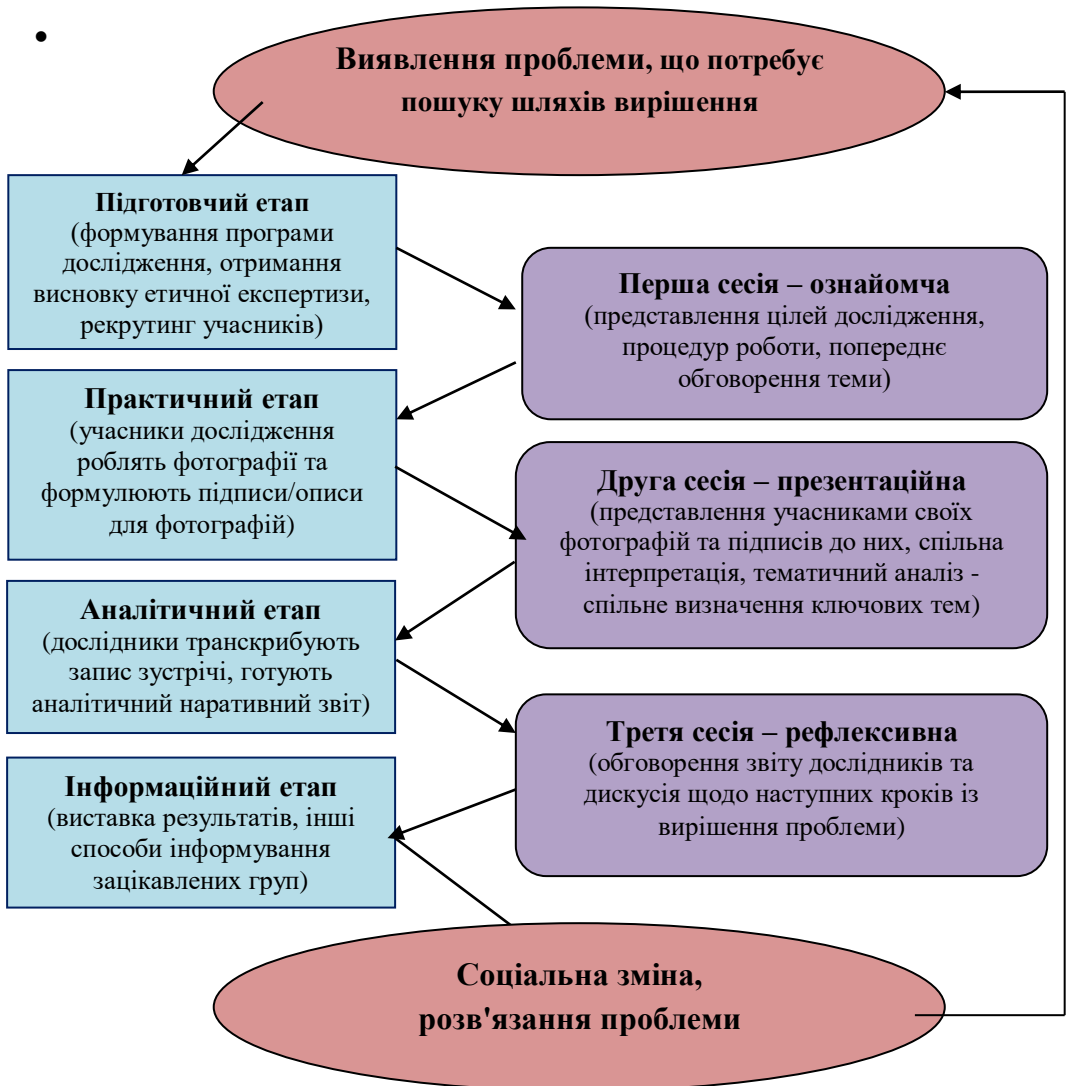 Виявлення проблеми, що потребує
пошуку шляхів вирішення
Підготовчий етап
(формування програми
дослідження, отримання
висновку етичної експертизи,
рекрутинг учасників)
Перша сесія – ознайомча
(представлення цілей дослідження,
процедур роботи, попереднє
обговорення теми)
Практичний етап
(учасники дослідження
роблять фотографії та
формулюють підписи/описи
для фотографій)
Друга сесія – презентаційна
(представлення учасниками своїх
фотографій та підписів до них, спільна
інтерпретація, тематичний аналіз -
спільне визначення ключових тем)
Аналітичний етап
(дослідники транскрибують
запис зустрічі, готують
аналітичний наративний звіт)
Третя сесія – рефлексивна
(обговорення звіту дослідників та
дискусія щодо наступних кроків із
вирішення проблеми)
Інформаційний етап
(виставка результатів, інші
способи інформування
зацікавлених груп)
Соціальна зміна,
розв'язання проблеми